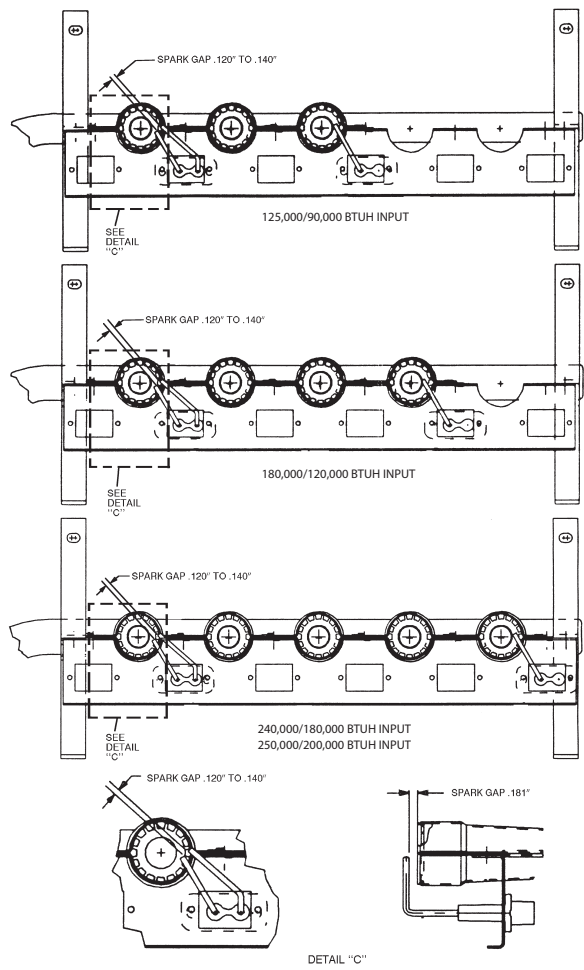 SPARK GAP .120″ TO .140″
125,000/90,000 BTUH INPUT
SEE
DETAIL
“C”
SPARK GAP .120″ TO .140″
180,000/120,000 BTUH INPUT
SEE
DETAIL
“C”
SPARK GAP .120″ TO .140″
240,000/180,000 BTUH INPUT
250,000/200,000 BTUH INPUT
SEE
DETAIL
“C”
SPARK GAP .120″ TO .140″
SPARK GAP .181″
DETAIL “C”